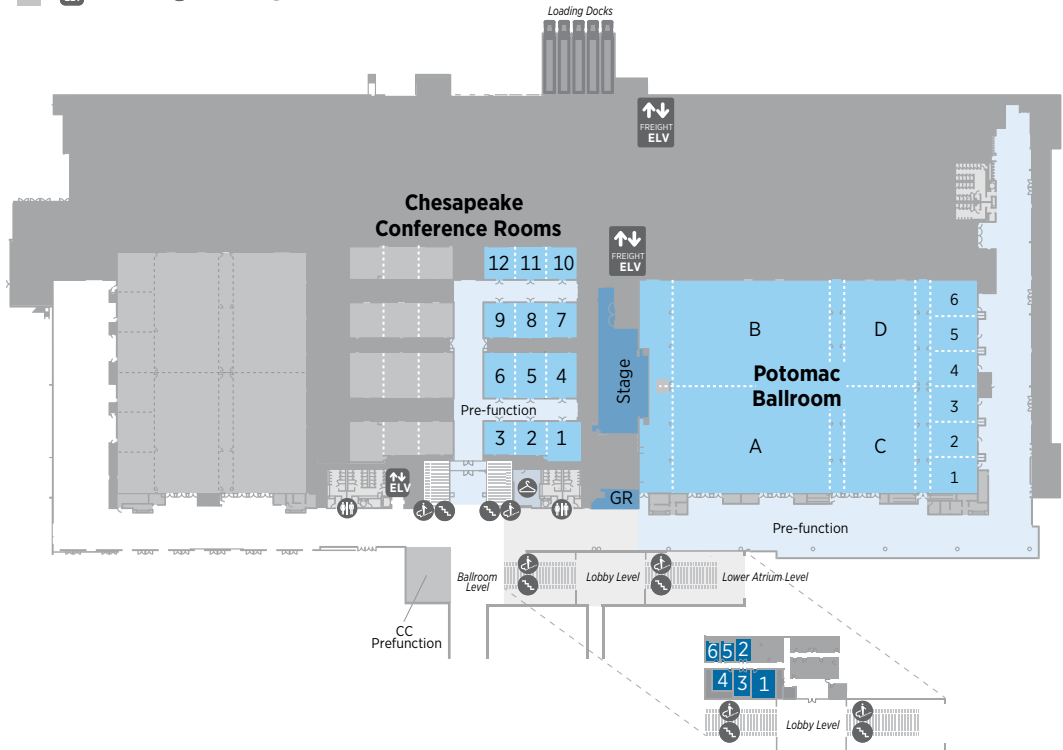 Loading Docks
FREIGHT
ELV
Chesapeake
Conference Rooms
FREIGHT
ELV
12 11 10
9 8 7
6 5 4
Pre-function
3 2 1
ELV
Stage
GR
B
D
A
C
Potomac
Ballroom
6
5
4
3
2
1
Pre-function
Ballroom
Level
Lobby Level
Lower Atrium Level
CC
Prefunction
6 5 2
4 3 1
Lobby Level